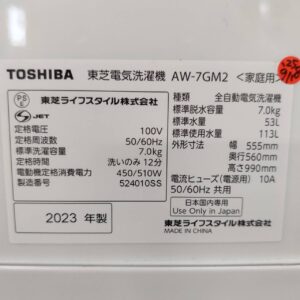 TOSHIBA 東芝電気洗濯機 AW-7GM2 <家庭用>
PS
E
JET
東芝ライフスタイル株式会社
定格電圧 100V
定格周波数 50/60Hz
標準洗濯容量 7.0kg
定格時間 洗いのみ 12分
電動機定格消費電力 450/510W
製造番号 524010SS
2023 年製
種類 全自動電気洗濯機
標準脱水容量 7.0kg
標準水量 53L
標準使用水量 113L
外形寸法 幅 555mm
奥行560mm
高さ990mm
電流ヒューズ(電源用) 10A
50/60Hz 共用
日本国内専用
Use Only in Japan
東芝ライフスタイル株式会社
MADE IN CHINA